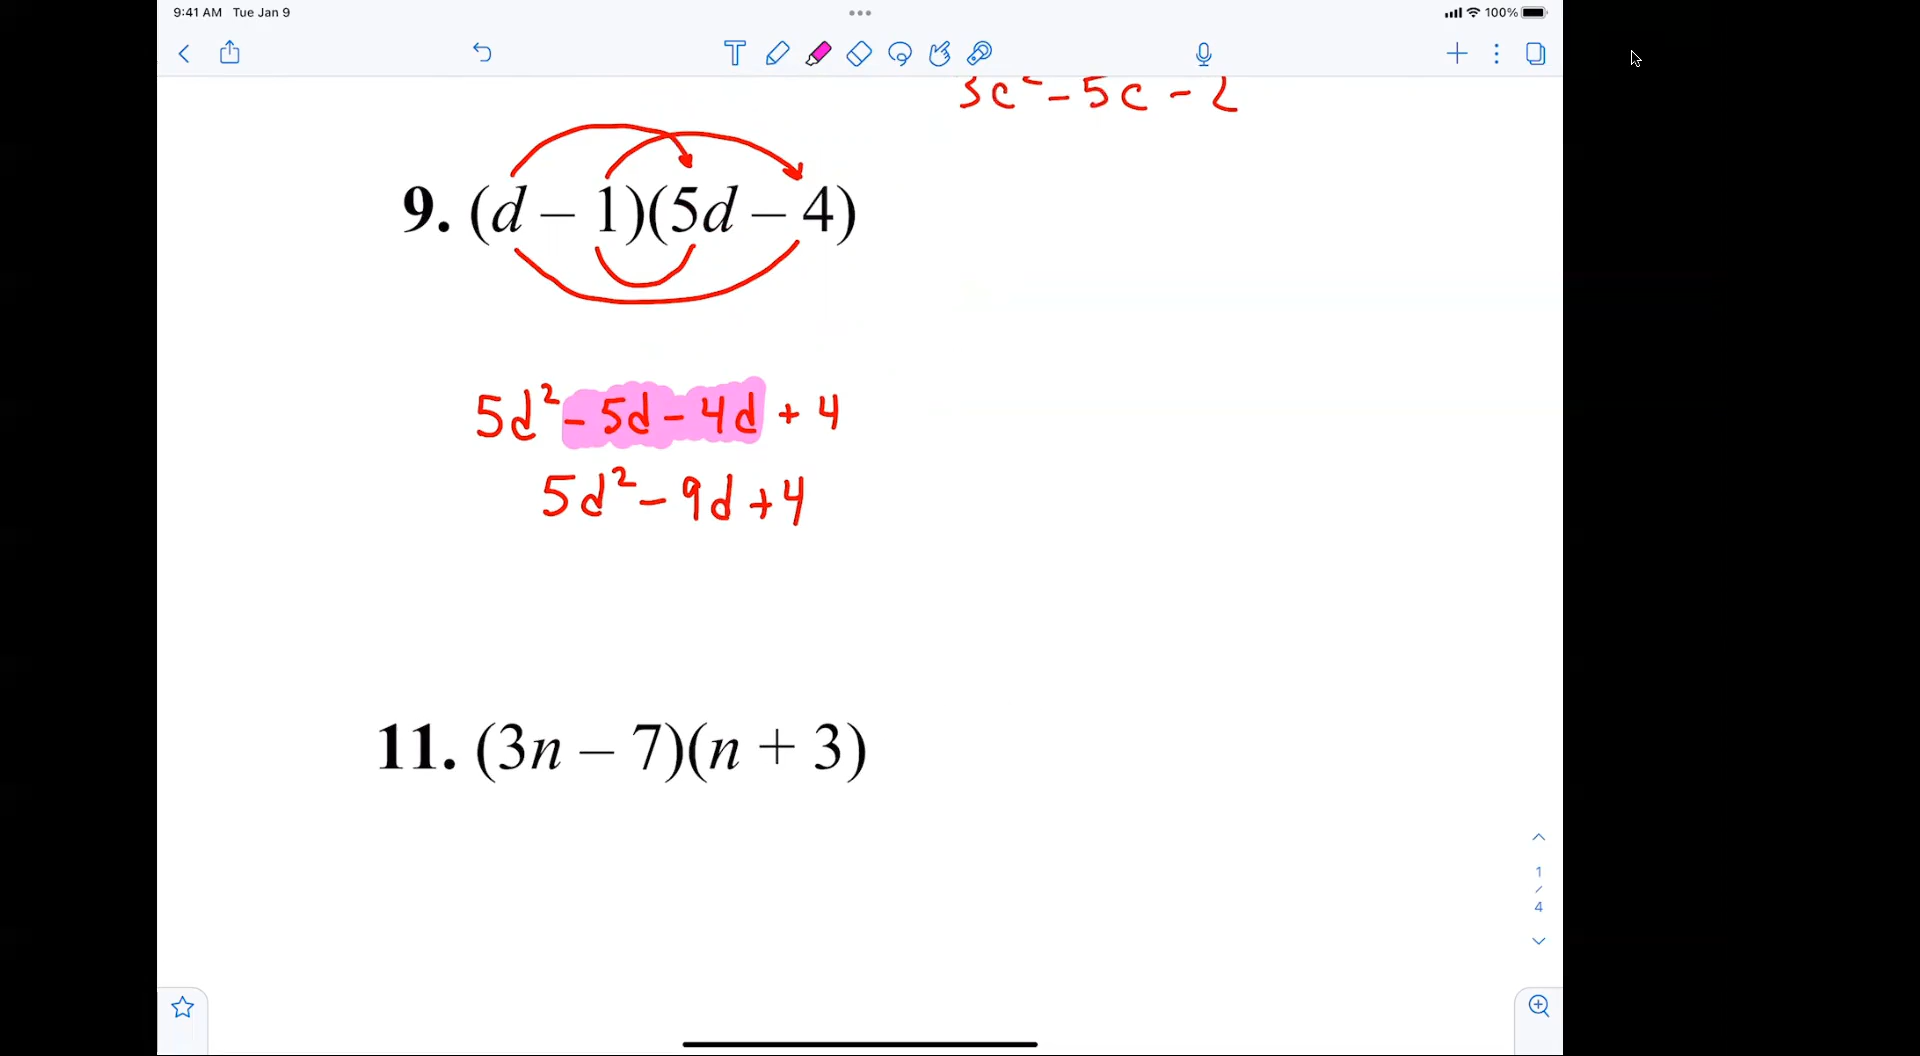 9:41 AM Tue Jan 9
100%
3c² - 5c - 2
9. (d – 1)(5d – 4)
5d² - 5d - 4d + 4
5d² - 9d + 4
11. (3n – 7)(n + 3)
1
/
4